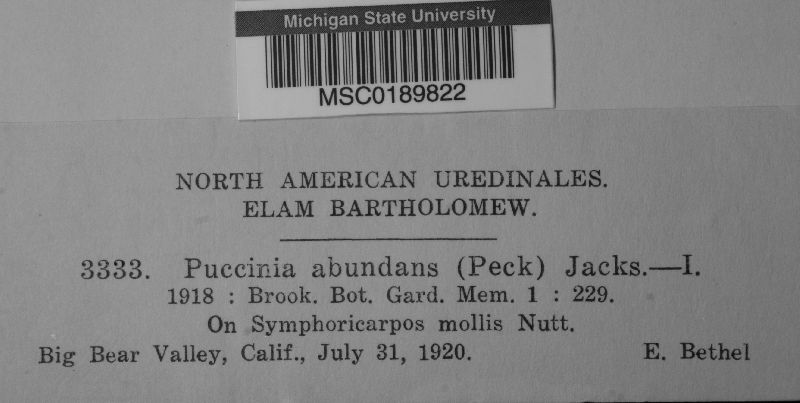 Michigan State University
MSC0189822
NORTH AMERICAN UREDINALES.
ELAM BARTHOLOMEW.
3333. Puccinia abundans (Peck) Jacks.—I.
1918 : Brook. Bot. Gard. Mem. 1 : 229.
On Symphoricarpos mollis Nutt.
Big Bear Valley, Calif., July 31, 1920. E. Bethel